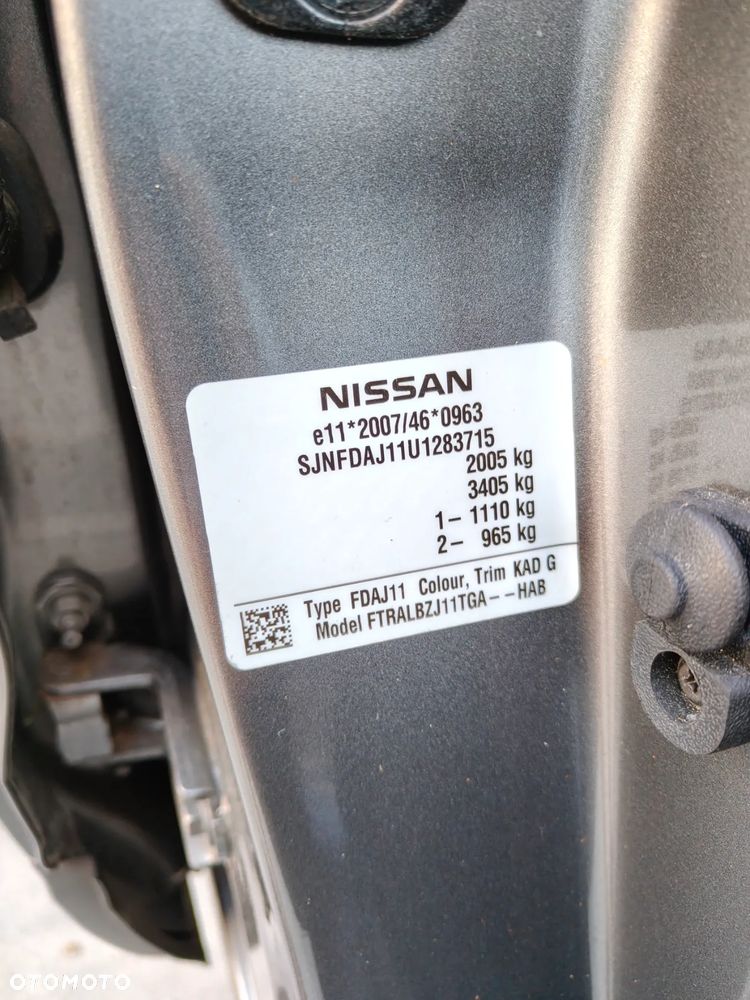 NISSAN
e11*2007/46*0963
SJNFDAJ11U1283715
2005 kg
3405 kg
1– 1110 kg
2– 965 kg
Type FDAJ11 Colour, Trim KAD G
Model FTRALBZJ11TGA––HAB
OTOMOTO